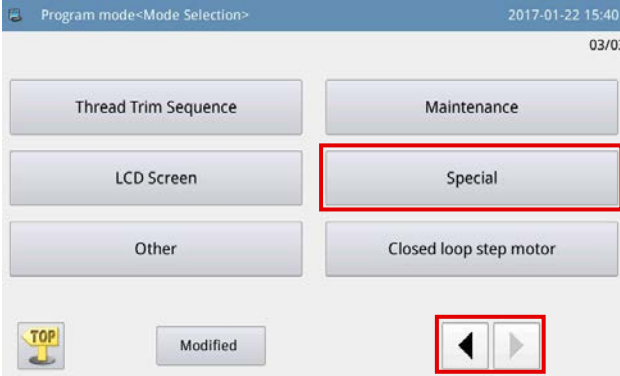 Program mode<Mode Selection> 2017-01-22 15:40
03/03
Thread Trim Sequence Maintenance
LCD Screen Special
Other Closed loop step motor
TOP Modified